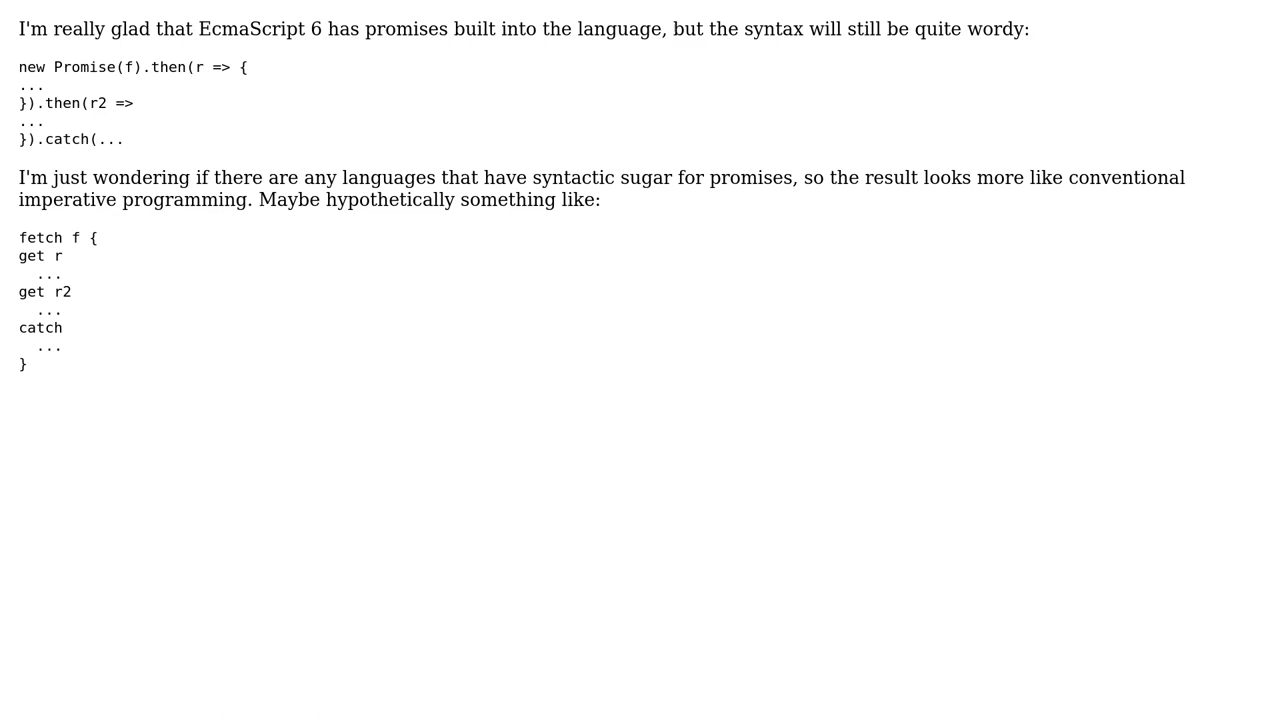 I'm really glad that EcmaScript 6 has promises built into the language, but the syntax will still be quite wordy:
new Promise(f).then(r => {
...
}).then(r2 =>
...
}).catch(...
I'm just wondering if there are any languages that have syntactic sugar for promises, so the result looks more like conventional
imperative programming. Maybe hypothetically something like:
fetch f {
get r
  ...
get r2
  ...
catch
  ...
}